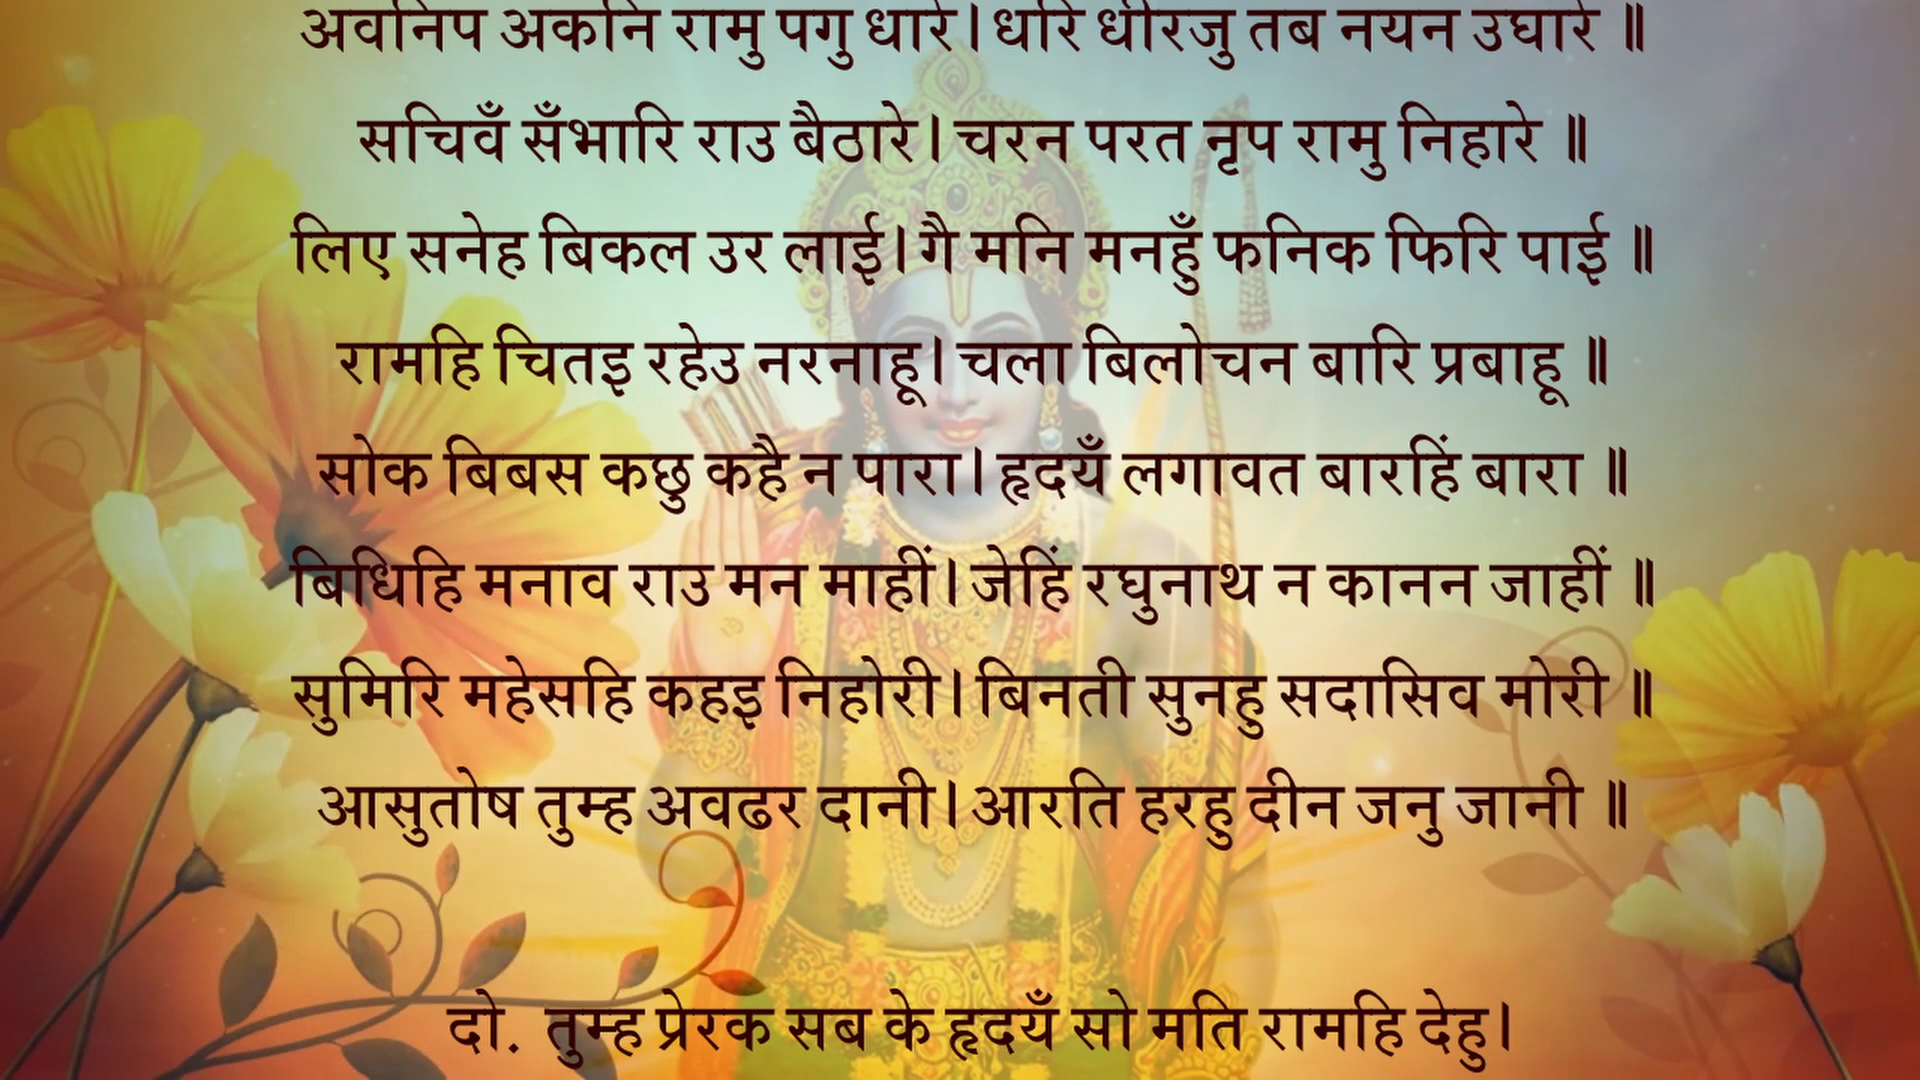 अवनिप अकनि रामु पगु धारे। धरि धीरजु तब नयन उघारे ॥
सचिवँ सँभारि राउ बैठारे। चरन परत नृप रामु निहारे ॥
लिए सनेह बिकल उर लाई। गै मनि मनहुँ फनिक फिरि पाई ॥
रामहि चितइ रहेउ नरनाहू। चला बिलोचन बारि प्रबाहू ॥
सोक बिबस कछु कहै न पारा। हृदयँ लगावत बारहिं बारा ॥
बिधिहि मनाव राउ मन माहीं। जेहिं रघुनाथ न कानन जाहीं ॥
सुमिरि महेसहि कहइ निहोरी। बिनती सुनहु सदासिव मोरी ॥
आसुतोष तुम्ह अवढर दानी। आरति हरहु दीन जनु जानी ॥
दो. तुम्ह प्रेरक सब के हृदयँ सो मति रामहि देहु।